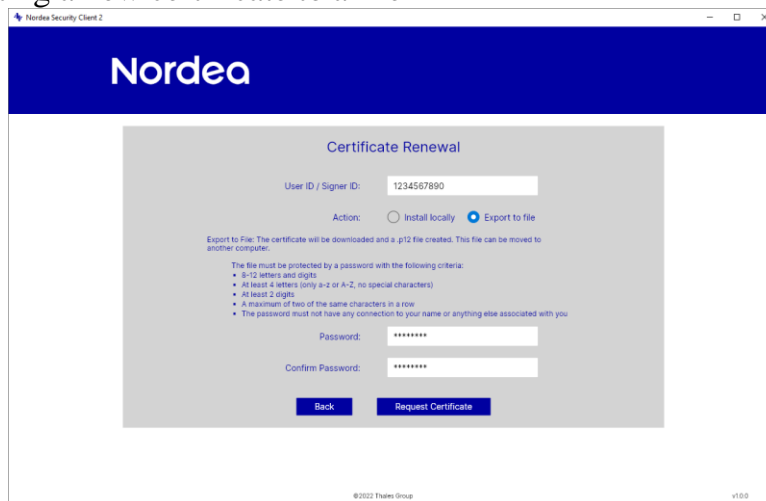 Nordea Security Client 2
Nordea
Certificate Renewal
User ID / Signer ID: 1234567890
Action: Install locally Export to file
Export to File: The certificate will be downloaded and a .p12 file created. This file can be moved to
another computer.
The file must be protected by a password with the following criteria:
• 8-12 letters and digits
• At least 4 letters (only a-z or A-Z, no special characters)
• At least 2 digits
• A maximum of two of the same characters in a row
• The password must not have any connection to your name or anything else associated with you
Password: ********
Confirm Password: ********
Back Request Certificate
©2022 Thales Group v1.0.0